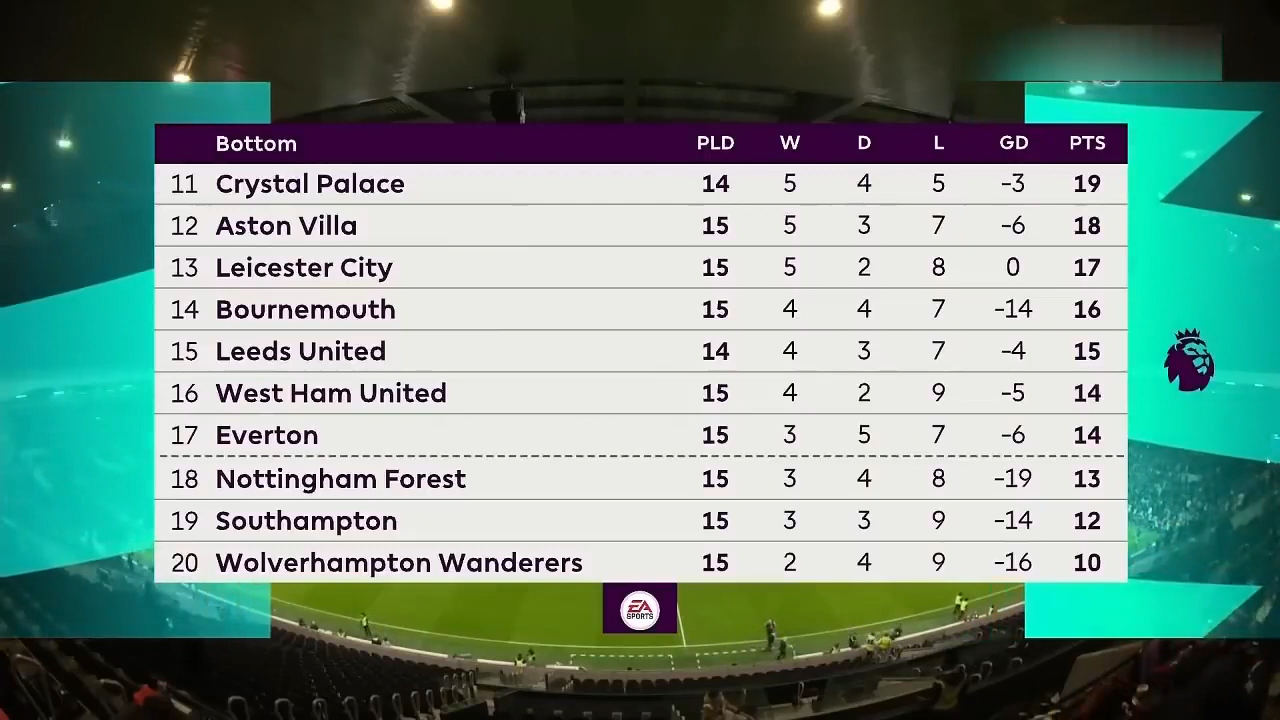 Bottom PLD W D L GD PTS
11 Crystal Palace 14 5 4 5 -3 19
12 Aston Villa 15 5 3 7 -6 18
13 Leicester City 15 5 2 8 0 17
14 Bournemouth 15 4 4 7 -14 16
15 Leeds United 14 4 3 7 -4 15
16 West Ham United 15 4 2 9 -5 14
17 Everton 15 3 5 7 -6 14
18 Nottingham Forest 15 3 4 8 -19 13
19 Southampton 15 3 3 9 -14 12
20 Wolverhampton Wanderers 15 2 4 9 -16 10
EA
SPORTS